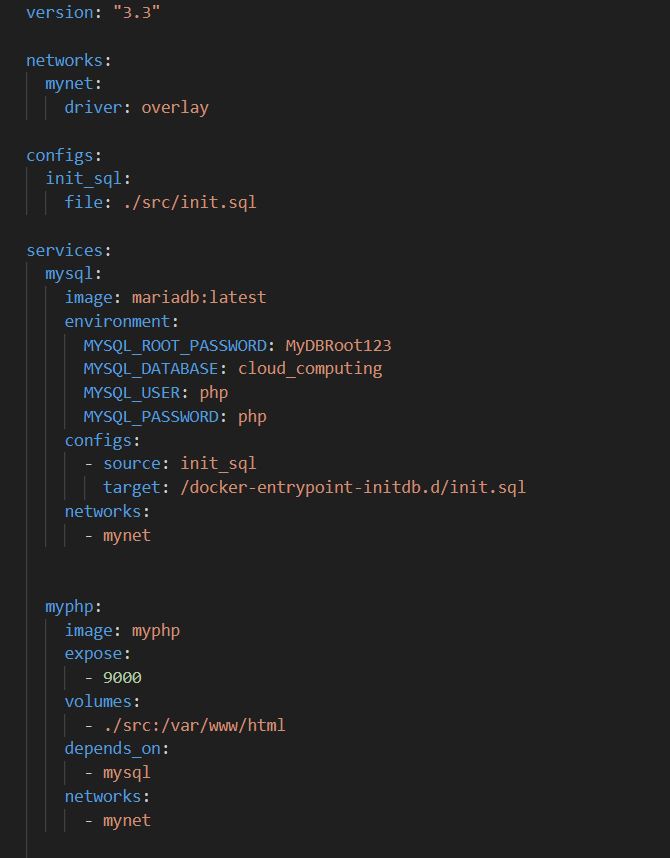 version: "3.3"
networks:
  mynet:
    driver: overlay
configs:
  init_sql:
    file: ./src/init.sql
services:
  mysql:
    image: mariadb:latest
    environment:
      MYSQL_ROOT_PASSWORD: MyDBRoot123
      MYSQL_DATABASE: cloud_computing
      MYSQL_USER: php
      MYSQL_PASSWORD: php
    configs:
      - source: init_sql
        target: /docker-entrypoint-initdb.d/init.sql
    networks:
      - mynet
  myphp:
    image: myphp
    expose:
      - 9000
    volumes:
      - ./src:/var/www/html
    depends_on:
      - mysql
    networks:
      - mynet